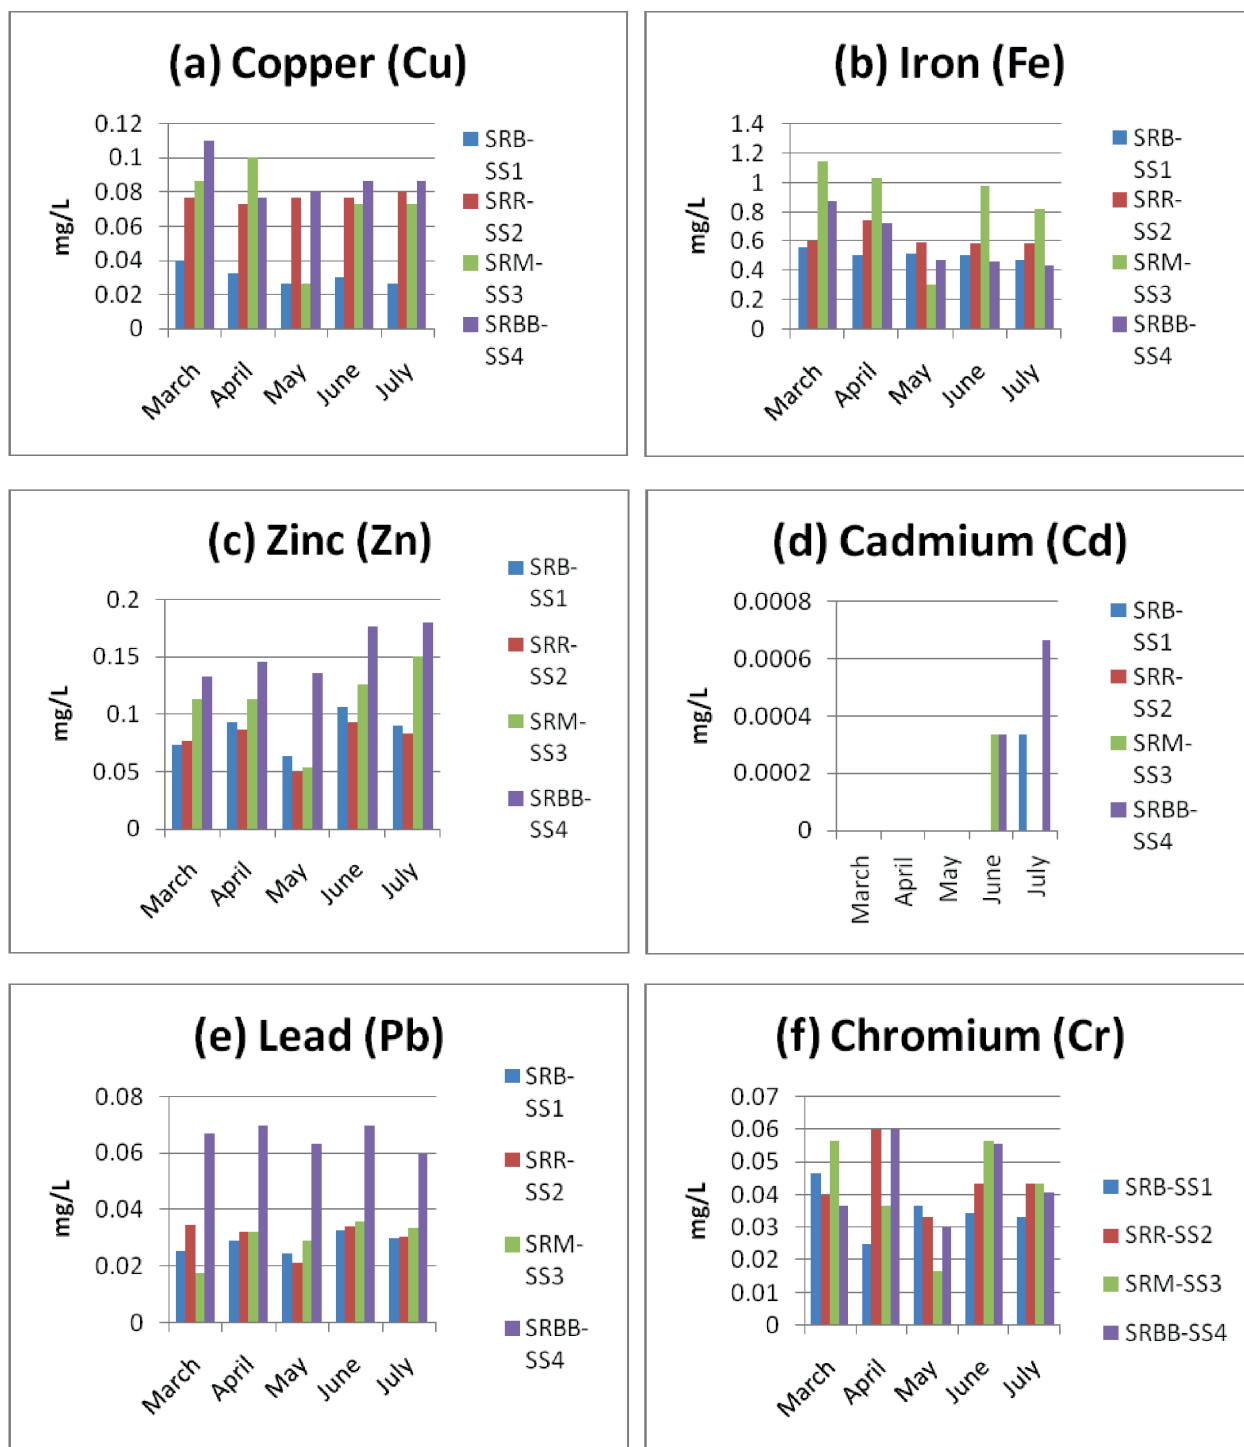 (a) Copper (Cu)
0.12
0.1
0.08
0.06
0.04
0.02
0
mg/L
March
April
May
June
July
SRB-
SS1
SRR-
SS2
SRM-
SS3
SRBB-
SS4
(b) Iron (Fe)
1.4
1.2
1
0.8
0.6
0.4
0.2
0
mg/L
March
April
May
June
July
SRB-
SS1
SRR-
SS2
SRM-
SS3
SRBB-
SS4
(c) Zinc (Zn)
0.2
0.15
0.1
0.05
0
mg/L
March
April
May
June
July
SRB-
SS1
SRR-
SS2
SRM-
SS3
SRBB-
SS4
(d) Cadmium (Cd)
0.0008
0.0006
0.0004
0.0002
0
mg/L
March
April
May
June
July
SRB-
SS1
SRR-
SS2
SRM-
SS3
SRBB-
SS4
(e) Lead (Pb)
0.08
0.06
0.04
0.02
0
mg/L
March
April
May
June
July
SRB-
SS1
SRR-
SS2
SRM-
SS3
SRBB-
SS4
(f) Chromium (Cr)
0.07
0.06
0.05
0.04
0.03
0.02
0.01
0
mg/L
March
April
May
June
July
SRB-SS1
SRR-SS2
SRM-SS3
SRBB-SS4